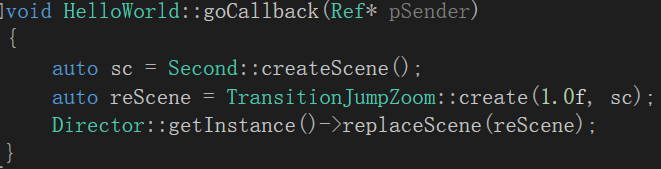 void HelloWorld::goCallback(Ref* pSender)
{
auto sc = Second::createScene();
auto reScene = TransitionJumpZoom::create(1.0f, sc);
Director::getInstance()->replaceScene(reScene);
}